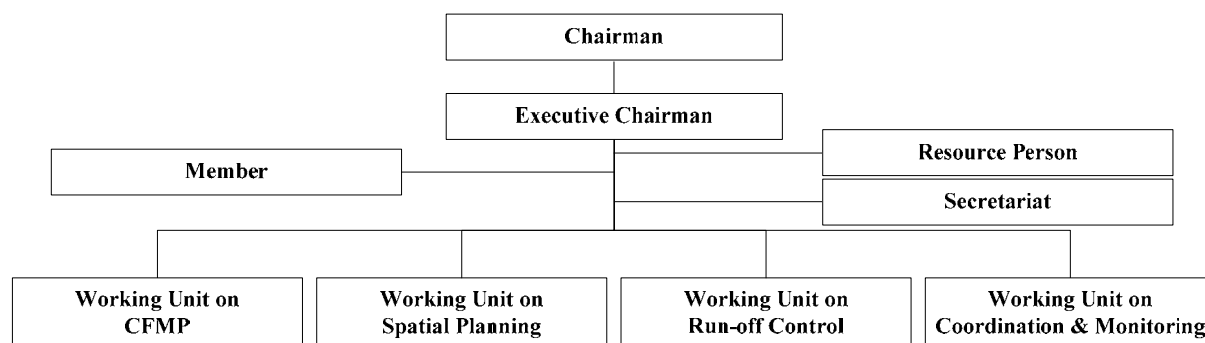 Chairman
Executive Chairman
Resource Person
Member
Secretariat
Working Unit on
CFMP
Working Unit on
Spatial Planning
Working Unit on
Run-off Control
Working Unit on
Coordination & Monitoring